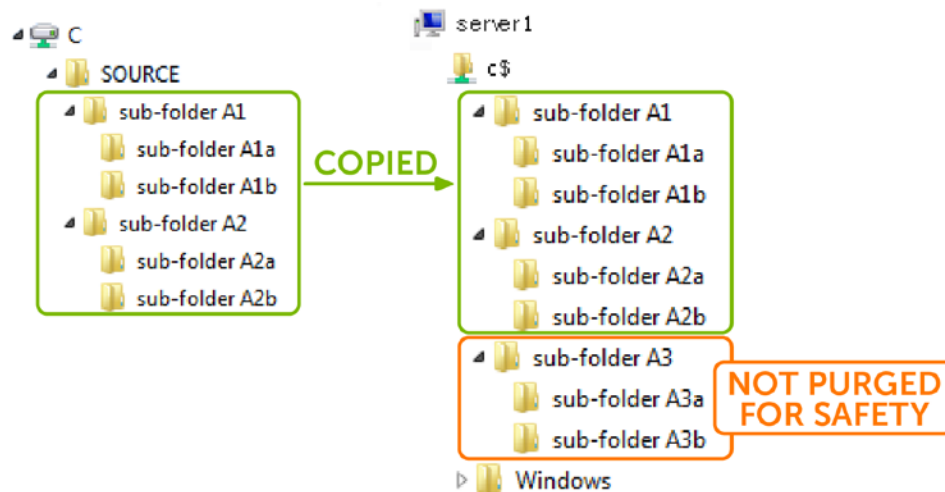 C
SOURCE
sub-folder A1
sub-folder A1a
sub-folder A1b
sub-folder A2
sub-folder A2a
sub-folder A2b
COPIED
server1
c$
sub-folder A1
sub-folder A1a
sub-folder A1b
sub-folder A2
sub-folder A2a
sub-folder A2b
sub-folder A3
sub-folder A3a
sub-folder A3b
NOT PURGED
FOR SAFETY
Windows